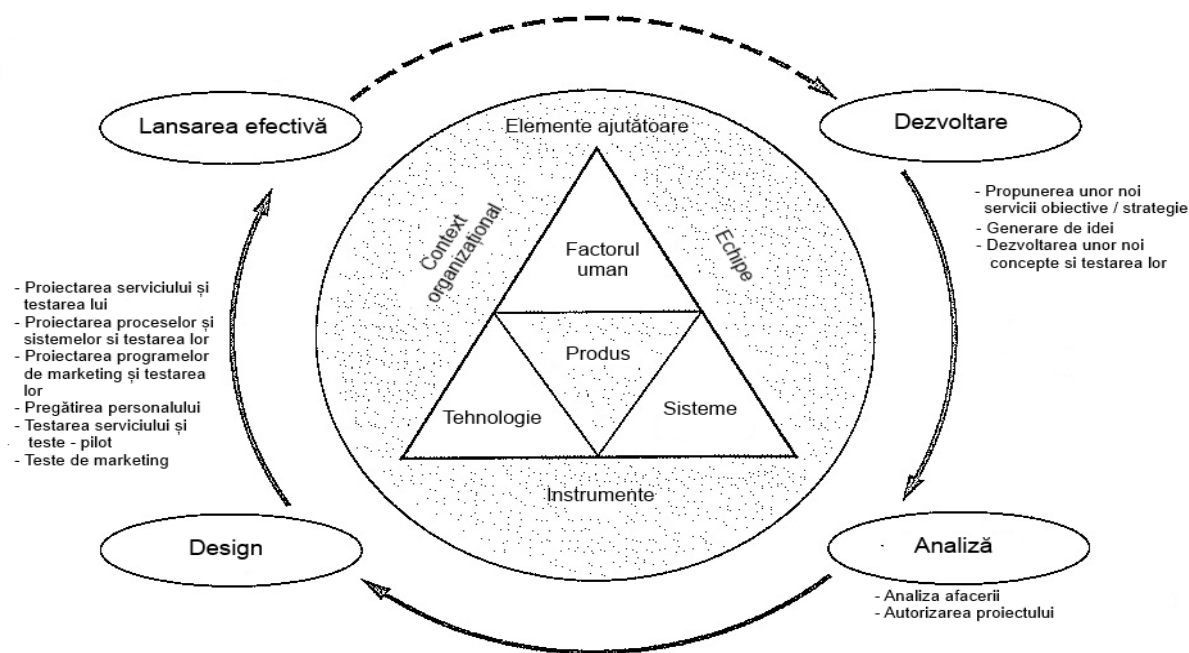 Lansarea efectivă
Dezvoltare
- Propunerea unor noi
servicii obiective / strategie
- Generare de idei
- Dezvoltarea unor noi
concepte si testarea lor
Elemente ajutătoare
Context
organizațional
Echipe
Factorul
uman
Produs
Tehnologie
Sisteme
Instrumente
- Proiectarea serviciului și
testarea lui
- Proiectarea proceselor și
sistemelor si testarea lor
- Proiectarea programelor
de marketing și testarea
lor
- Pregătirea personalului
- Testarea serviciului și
teste - pilot
- Teste de marketing
Design
Analiză
- Analiza afacerii
- Autorizarea proiectului